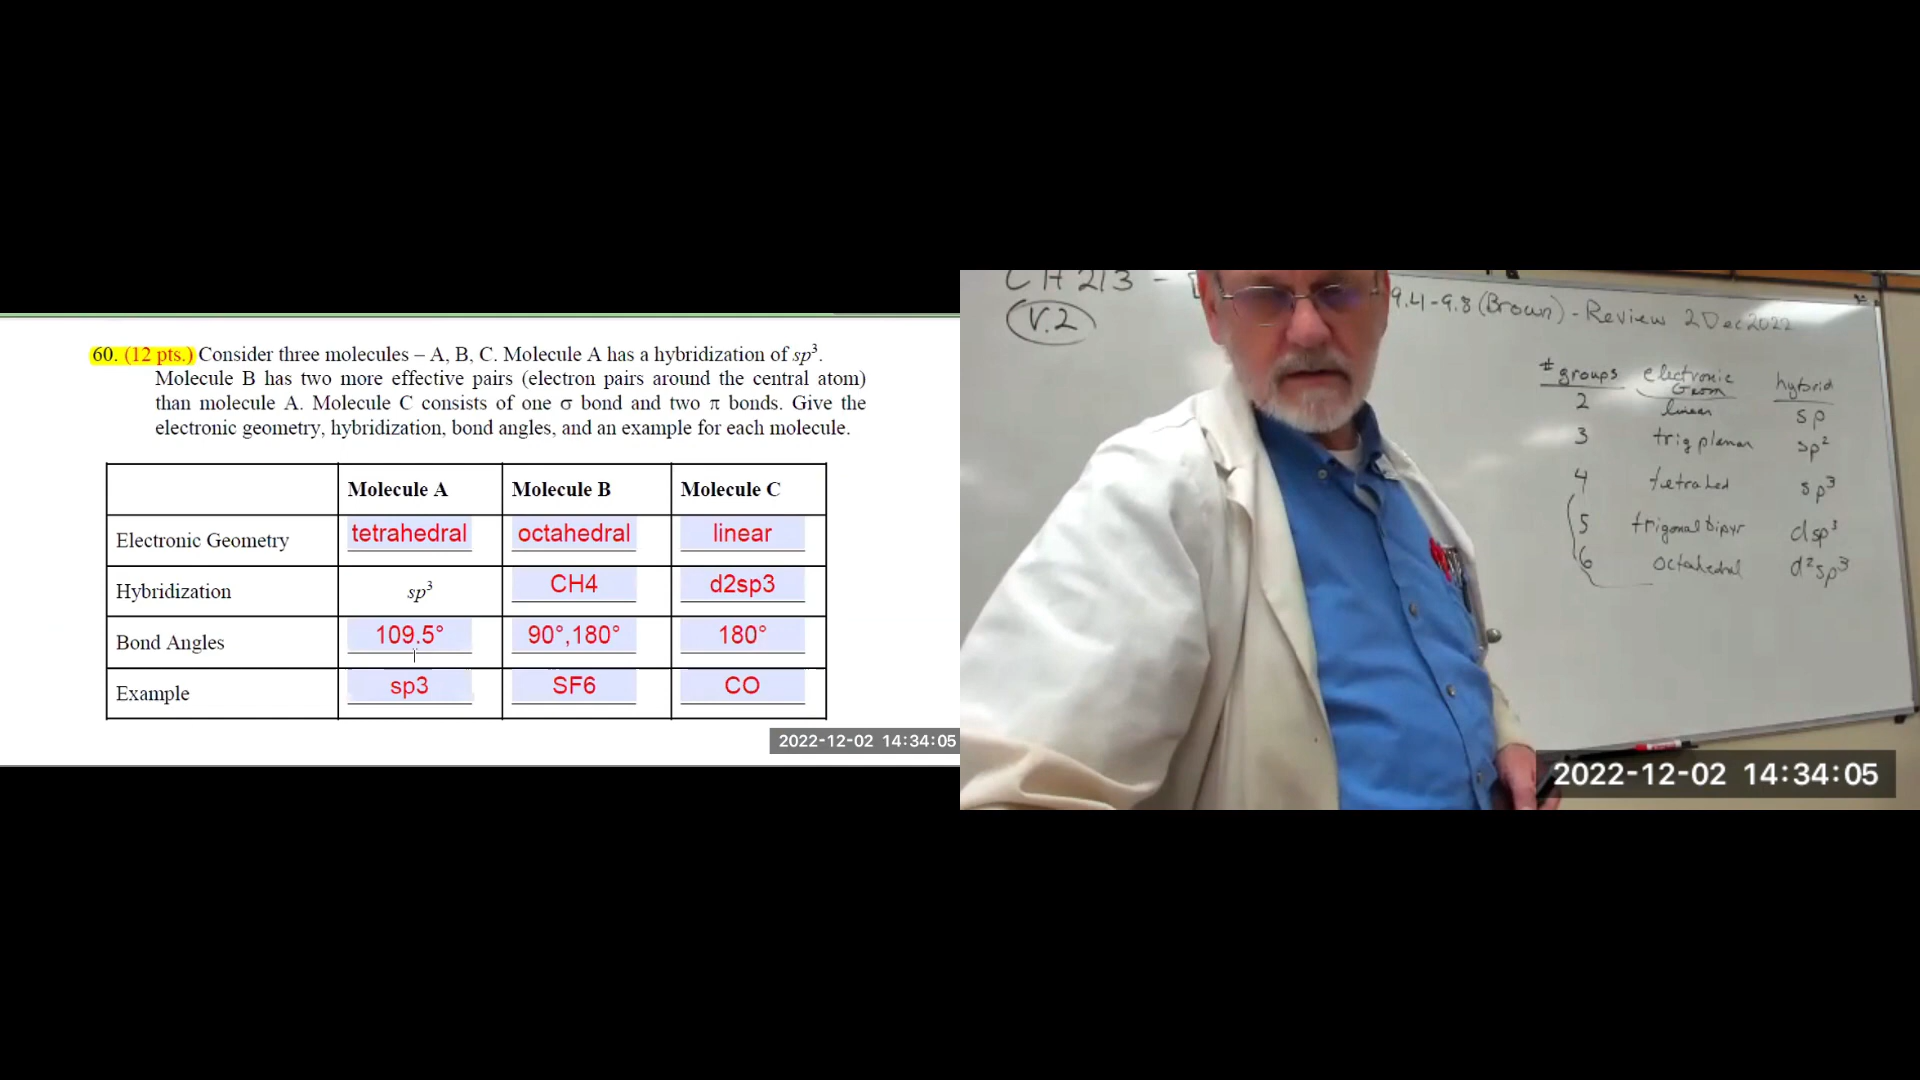 60. (12 pts.) Consider three molecules – A, B, C. Molecule A has a hybridization of sp³.
Molecule B has two more effective pairs (electron pairs around the central atom)
than molecule A. Molecule C consists of one σ bond and two π bonds. Give the
electronic geometry, hybridization, bond angles, and an example for each molecule.
Molecule A Molecule B Molecule C
Electronic Geometry tetrahedral octahedral linear
Hybridization sp³ CH4 d2sp3
Bond Angles 109.5° 90°,180° 180°
Example sp3 SF6 CO
2022-12-02 14:34:05
CH 213 -
V.2
9.4-9.8 (Brown) - Review 2 Dec 2022
# groups electronic Geom hybrid
2 linear sp
3 trig planar sp²
4 tetrahed sp³
5 trigonal bipyr dsp³
6 octahedral d²sp³
2022-12-02 14:34:05